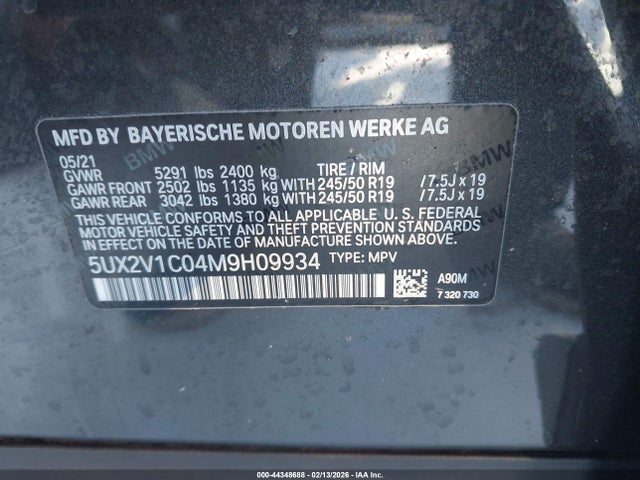 MFD BY BAYERISCHE MOTOREN WERKE AG
05/21
GVWR 5291 lbs 2400 kg TIRE / RIM
GAWR FRONT 2502 lbs 1135 kg WITH 245/50 R19 / 7.5J x 19
GAWR REAR 3042 lbs 1380 kg WITH 245/50 R19 / 7.5J x 19
THIS VEHICLE CONFORMS TO ALL APPLICABLE U. S. FEDERAL
MOTOR VEHICLE SAFETY AND THEFT PREVENTION STANDARDS
IN EFFECT ON THE DATE OF MANUFACTURE SHOWN ABOVE.
5UX2V1C04M9H09934 TYPE: MPV
A90M
7 320 730
000-44348688 - 02/13/2026 - IAA Inc.